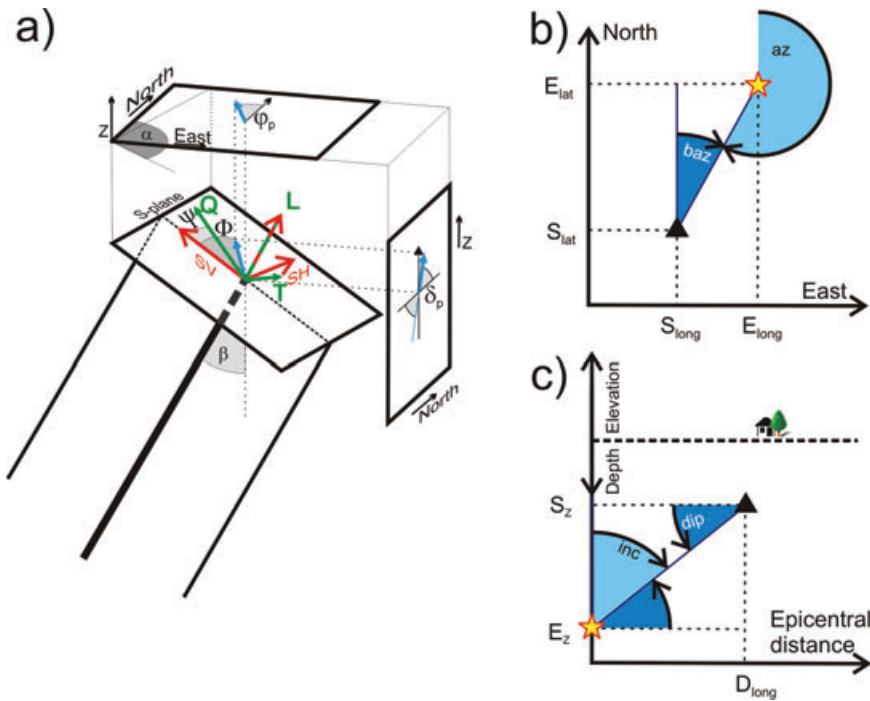 a)
North
Z
α
East
φp
S-plane
Ψ
Q
Φ
L
SV
SH
T
β
Z
δp
North
b)
North
az
Elat
baz
Slat
East
Slong
Elong
c)
Elevation
Depth
Sz
dip
inc
Ez
Epicentral
distance
Dlong